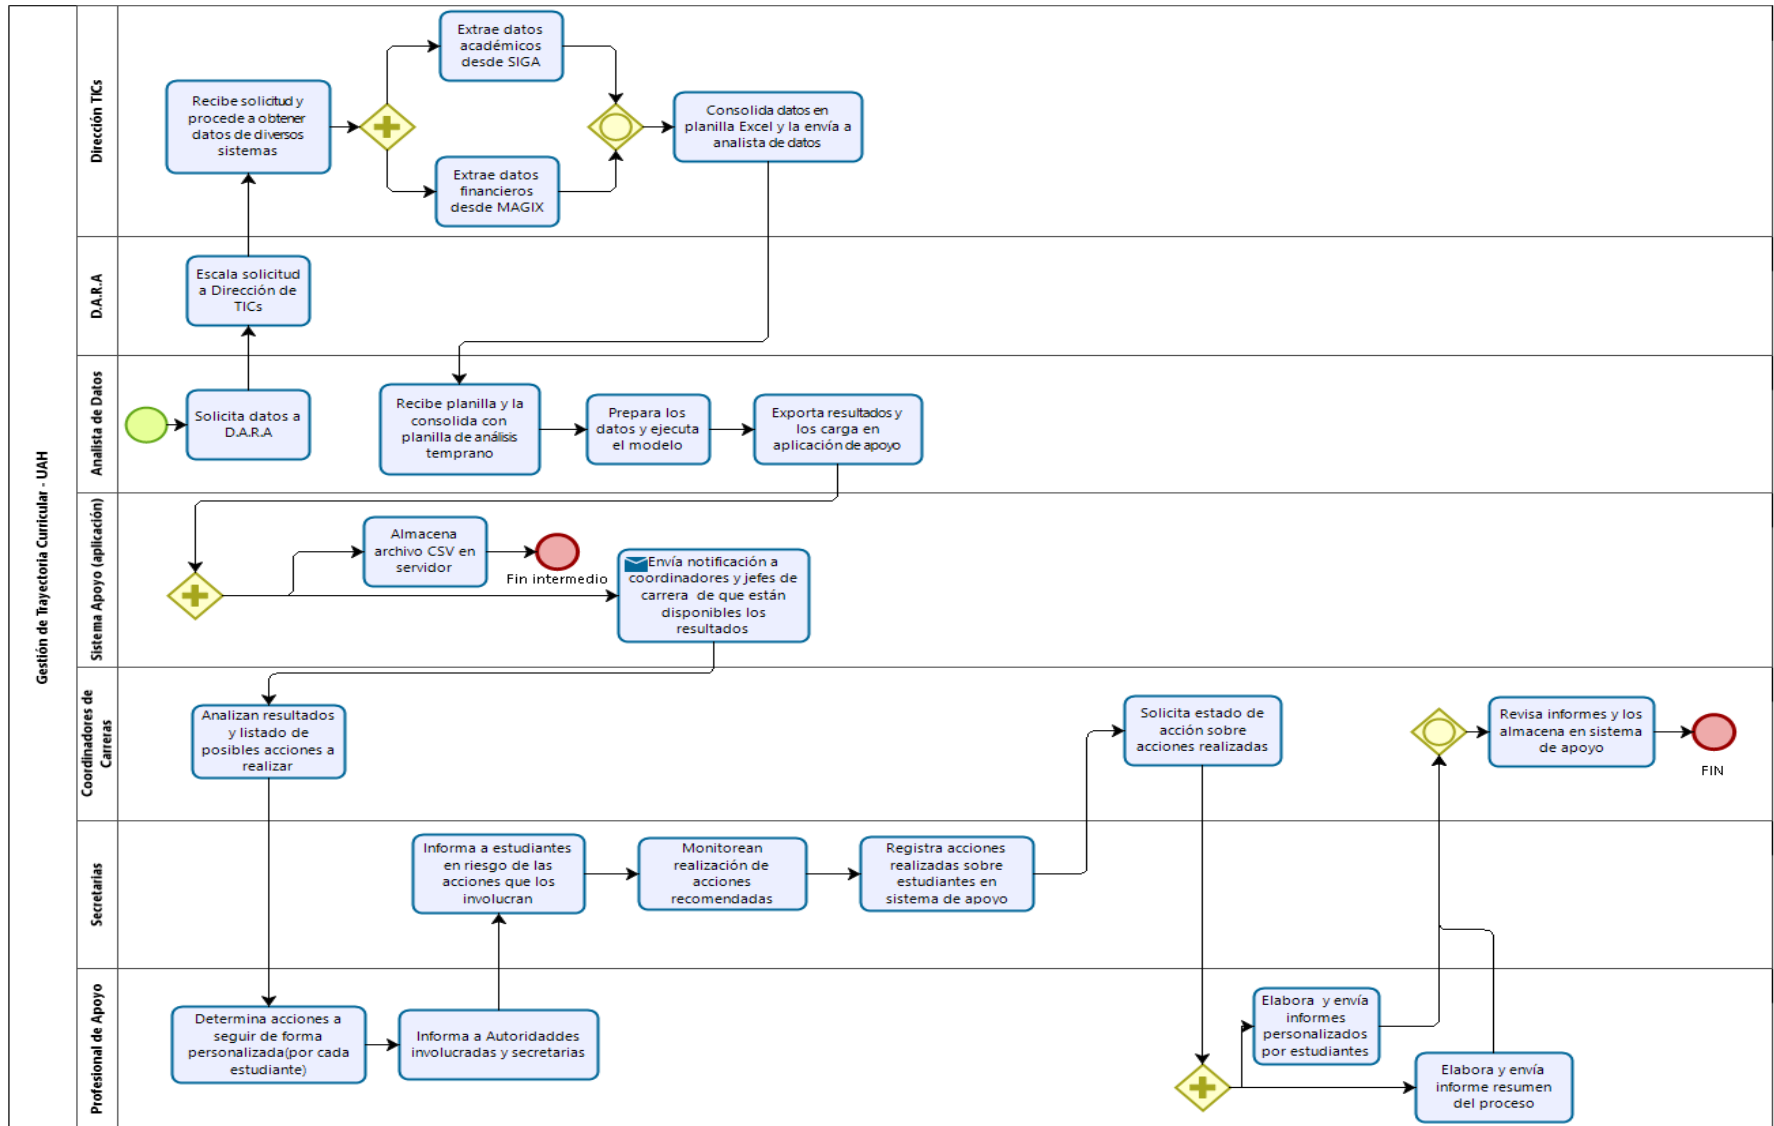 Gestión de Trayectoria Curricular - UAH
Dirección TICs
Recibe solicitud y
procede a obtener
datos de diversos
sistemas
Extrae datos
académicos
desde SIGA
Extrae datos
financieros
desde MAGIX
Consolida datos en
planilla Excel y la envía a
analista de datos
D.A.R.A
Escala solicitud
a Dirección de
TICs
Analista de Datos
Solicita datos a
D.A.R.A
Recibe planilla y la
consolida con
planilla de análisis
temprano
Prepara los
datos y ejecuta
el modelo
Exporta resultados y
los carga en
aplicación de apoyo
Sistema Apoyo (aplicación)
Almacena
archivo CSV en
servidor
Fin intermedio
Envía notificación a
coordinadores y jefes de
carrera de que están
disponibles los
resultados
Coordinadores de
Carreras
Analizan resultados
y listado de
posibles acciones a
realizar
Solicita estado de
acción sobre
acciones realizadas
Revisa informes y los
almacena en sistema
de apoyo
FIN
Secretarias
Informa a estudiantes
en riesgo de las
acciones que los
involucran
Monitorean
realización de
acciones
recomendadas
Registra acciones
realizadas sobre
estudiantes en
sistema de apoyo
Profesional de Apoyo
Determina acciones a
seguir de forma
personalizada(por cada
estudiante)
Informa a Autoridaddes
involucradas y secretarias
Elabora y envía
informes
personalizados
por estudiantes
Elabora y envía
informe resumen
del proceso